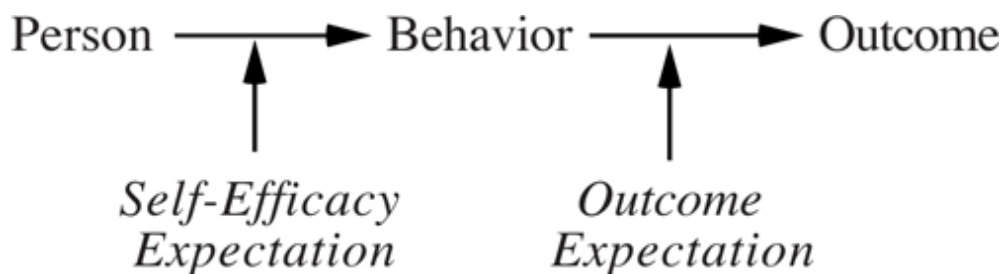 Person Behavior Outcome
Self-Efficacy
Expectation
Outcome
Expectation